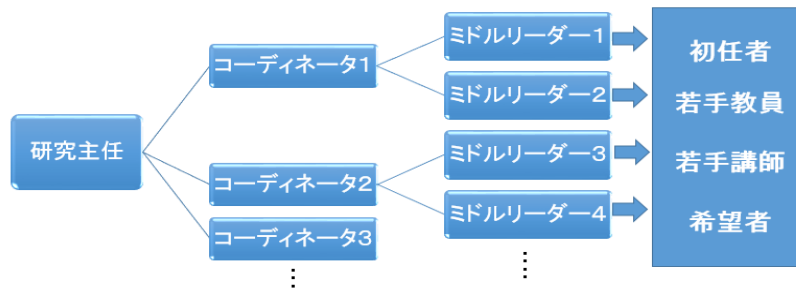 研究主任
コーディネータ1
コーディネータ2
コーディネータ3
⋮
ミドルリーダー1
ミドルリーダー2
ミドルリーダー3
ミドルリーダー4
⋮
初任者
若手教員
若手講師
希望者